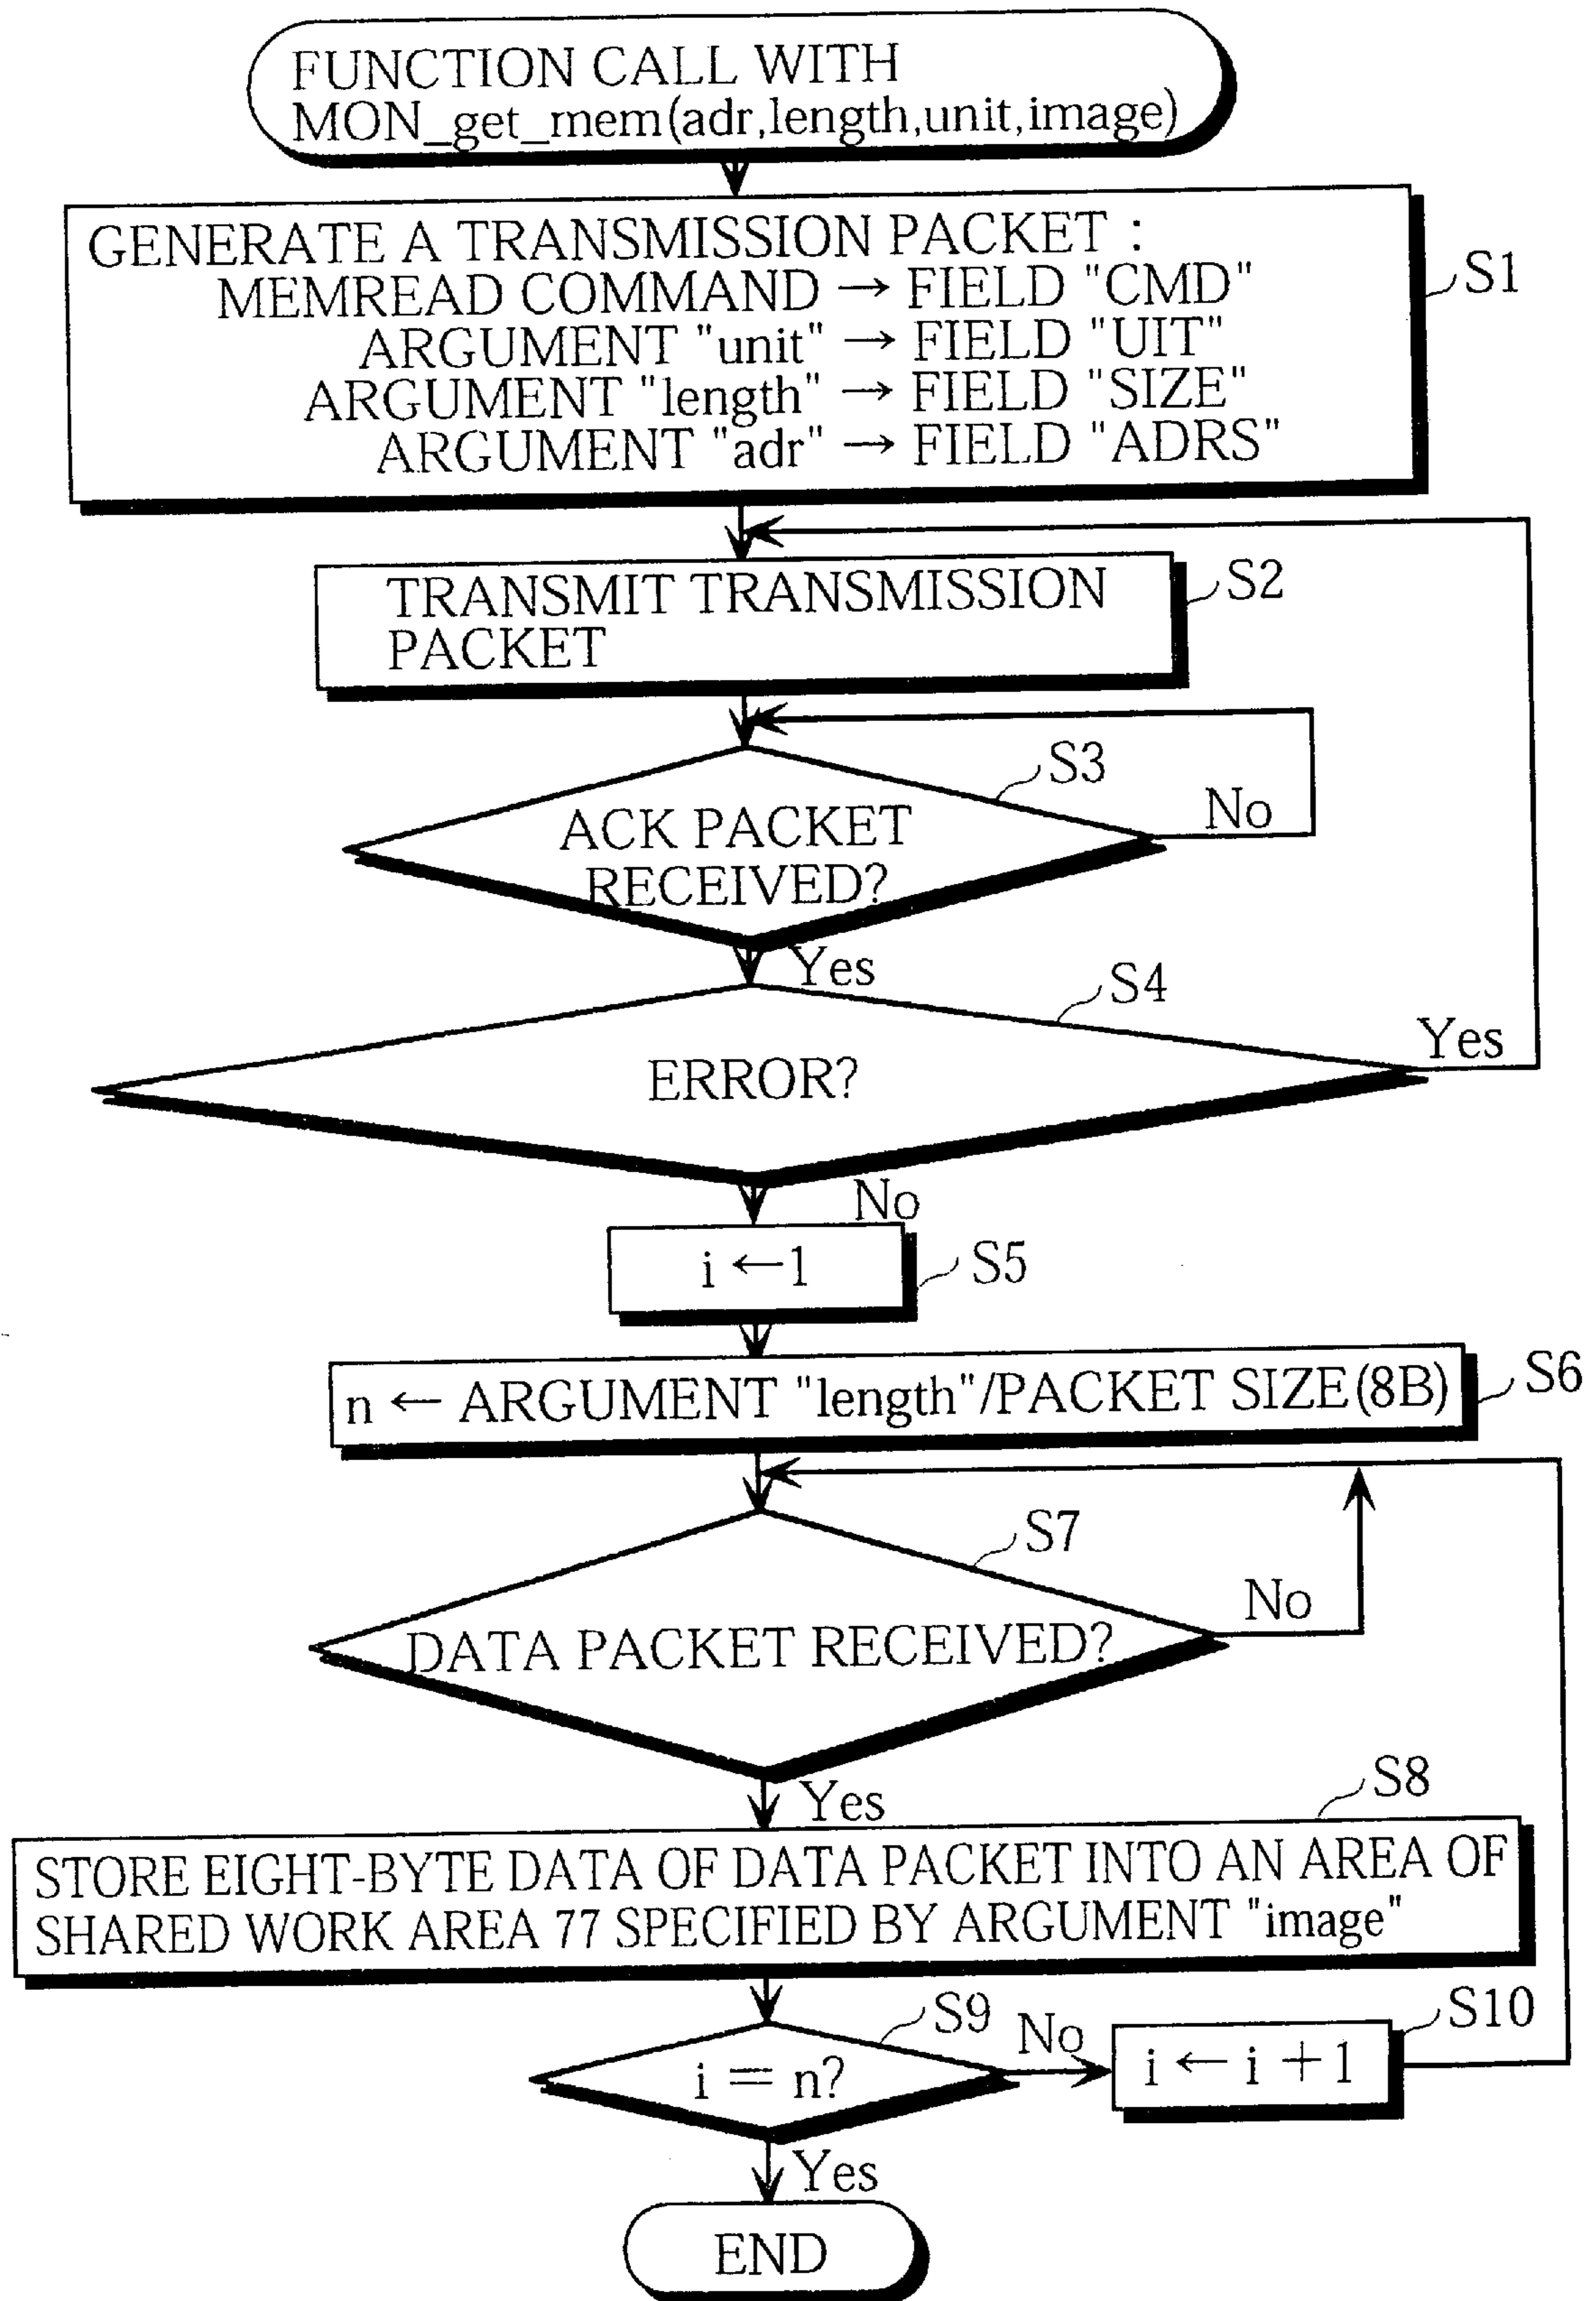 FUNCTION CALL WITH
MON_get_mem(adr,length,unit,image)
GENERATE A TRANSMISSION PACKET :
MEMREAD COMMAND → FIELD "CMD"
ARGUMENT "unit" → FIELD "UIT"
ARGUMENT "length" → FIELD "SIZE"
ARGUMENT "adr" → FIELD "ADRS"
S1
TRANSMIT TRANSMISSION
PACKET
S2
S3
ACK PACKET
RECEIVED?
No
Yes
S4
ERROR?
Yes
No
i ← 1
S5
n ← ARGUMENT "length"/PACKET SIZE(8B)
S6
S7
DATA PACKET RECEIVED?
No
Yes
S8
STORE EIGHT-BYTE DATA OF DATA PACKET INTO AN AREA OF
SHARED WORK AREA 77 SPECIFIED BY ARGUMENT "image"
S9
i = n?
No
i ← i + 1
S10
Yes
END